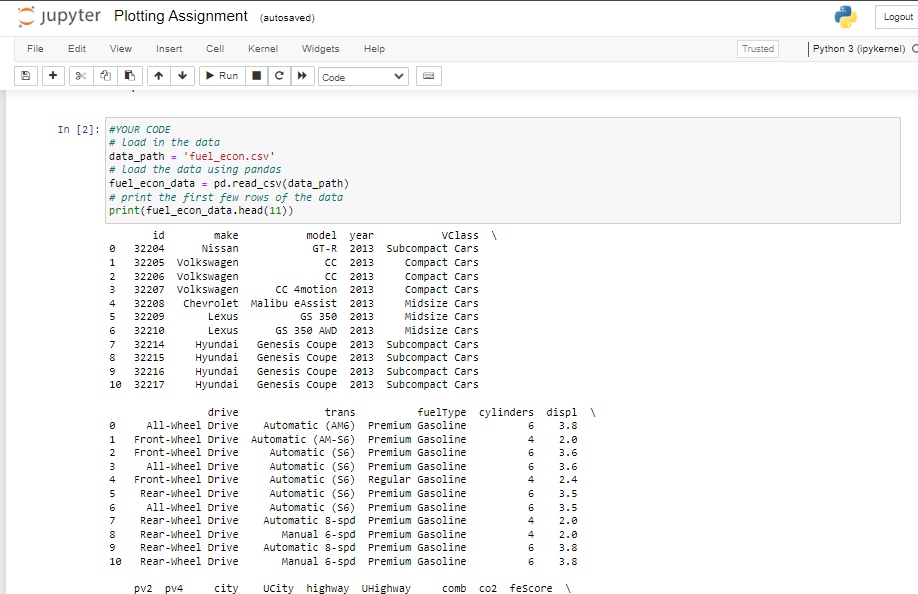 jupyter Plotting Assignment (autosaved) Logout
File Edit View Insert Cell Kernel Widgets Help Trusted Python 3 (ipykernel)
Run Code
In [2]: #YOUR CODE
# Load in the data
data_path = 'fuel_econ.csv'
# Load the data using pandas
fuel_econ_data = pd.read_csv(data_path)
# print the first few rows of the data
print(fuel_econ_data.head(11))
id make model year VClass \
0 32204 Nissan GT-R 2013 Subcompact Cars
1 32205 Volkswagen CC 2013 Compact Cars
2 32206 Volkswagen CC 2013 Compact Cars
3 32207 Volkswagen CC 4motion 2013 Compact Cars
4 32208 Chevrolet Malibu eAssist 2013 Midsize Cars
5 32209 Lexus GS 350 2013 Midsize Cars
6 32210 Lexus GS 350 AWD 2013 Midsize Cars
7 32214 Hyundai Genesis Coupe 2013 Subcompact Cars
8 32215 Hyundai Genesis Coupe 2013 Subcompact Cars
9 32216 Hyundai Genesis Coupe 2013 Subcompact Cars
10 32217 Hyundai Genesis Coupe 2013 Subcompact Cars
drive trans fuelType cylinders displ \
0 All-Wheel Drive Automatic (AM6) Premium Gasoline 6 3.8
1 Front-Wheel Drive Automatic (AM-S6) Premium Gasoline 4 2.0
2 Front-Wheel Drive Automatic (S6) Premium Gasoline 6 3.6
3 All-Wheel Drive Automatic (S6) Premium Gasoline 6 3.6
4 Front-Wheel Drive Automatic (S6) Regular Gasoline 4 2.4
5 Rear-Wheel Drive Automatic (S6) Premium Gasoline 6 3.5
6 All-Wheel Drive Automatic (S6) Premium Gasoline 6 3.5
7 Rear-Wheel Drive Automatic 8-spd Premium Gasoline 4 2.0
8 Rear-Wheel Drive Manual 6-spd Premium Gasoline 4 2.0
9 Rear-Wheel Drive Automatic 8-spd Premium Gasoline 6 3.8
10 Rear-Wheel Drive Manual 6-spd Premium Gasoline 6 3.8
pv2 pv4 city UCity highway UHighway comb co2 feScore \